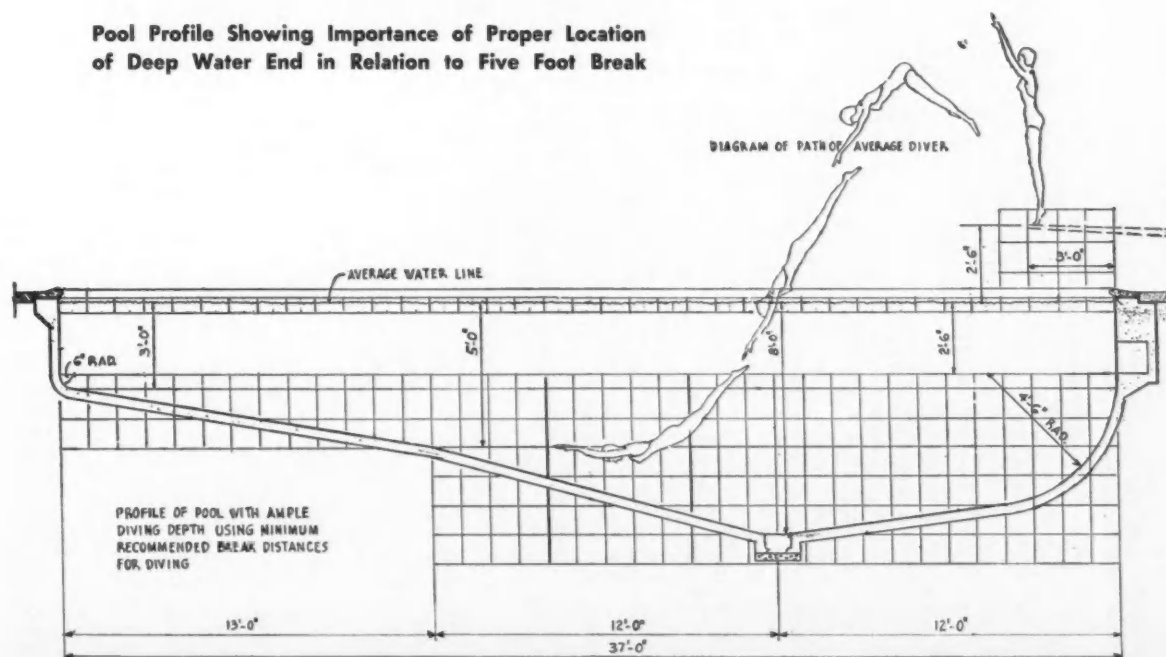 Pool Profile Showing Importance of Proper Location
of Deep Water End in Relation to Five Foot Break
DIAGRAM OF PATH OF AVERAGE DIVER
2'-6"
3'-0"
AVERAGE WATER LINE
3'-0"
5'-0"
8'-0"
2'-6"
6" RAD.
4'-6" RAD.
PROFILE OF POOL WITH AMPLE
DIVING DEPTH USING MINIMUM
RECOMMENDED BREAK DISTANCES
FOR DIVING
13'-0"
12'-0"
12'-0"
37'-0"